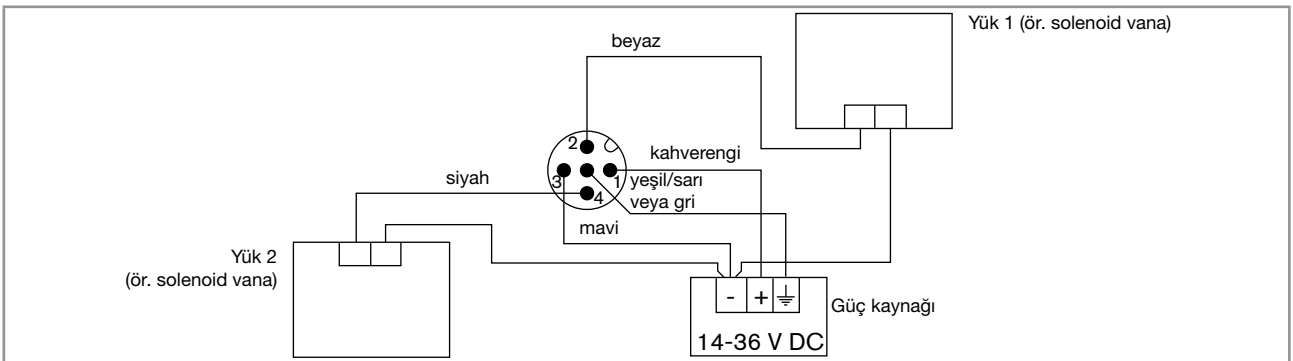 Yük 1 (ör. solenoid vana)
beyaz
2
kahverengi
siyah
3
1
yeşil/sarı
4
veya gri
mavi
Yük 2
(ör. solenoid vana)
- +
Güç kaynağı
14-36 V DC